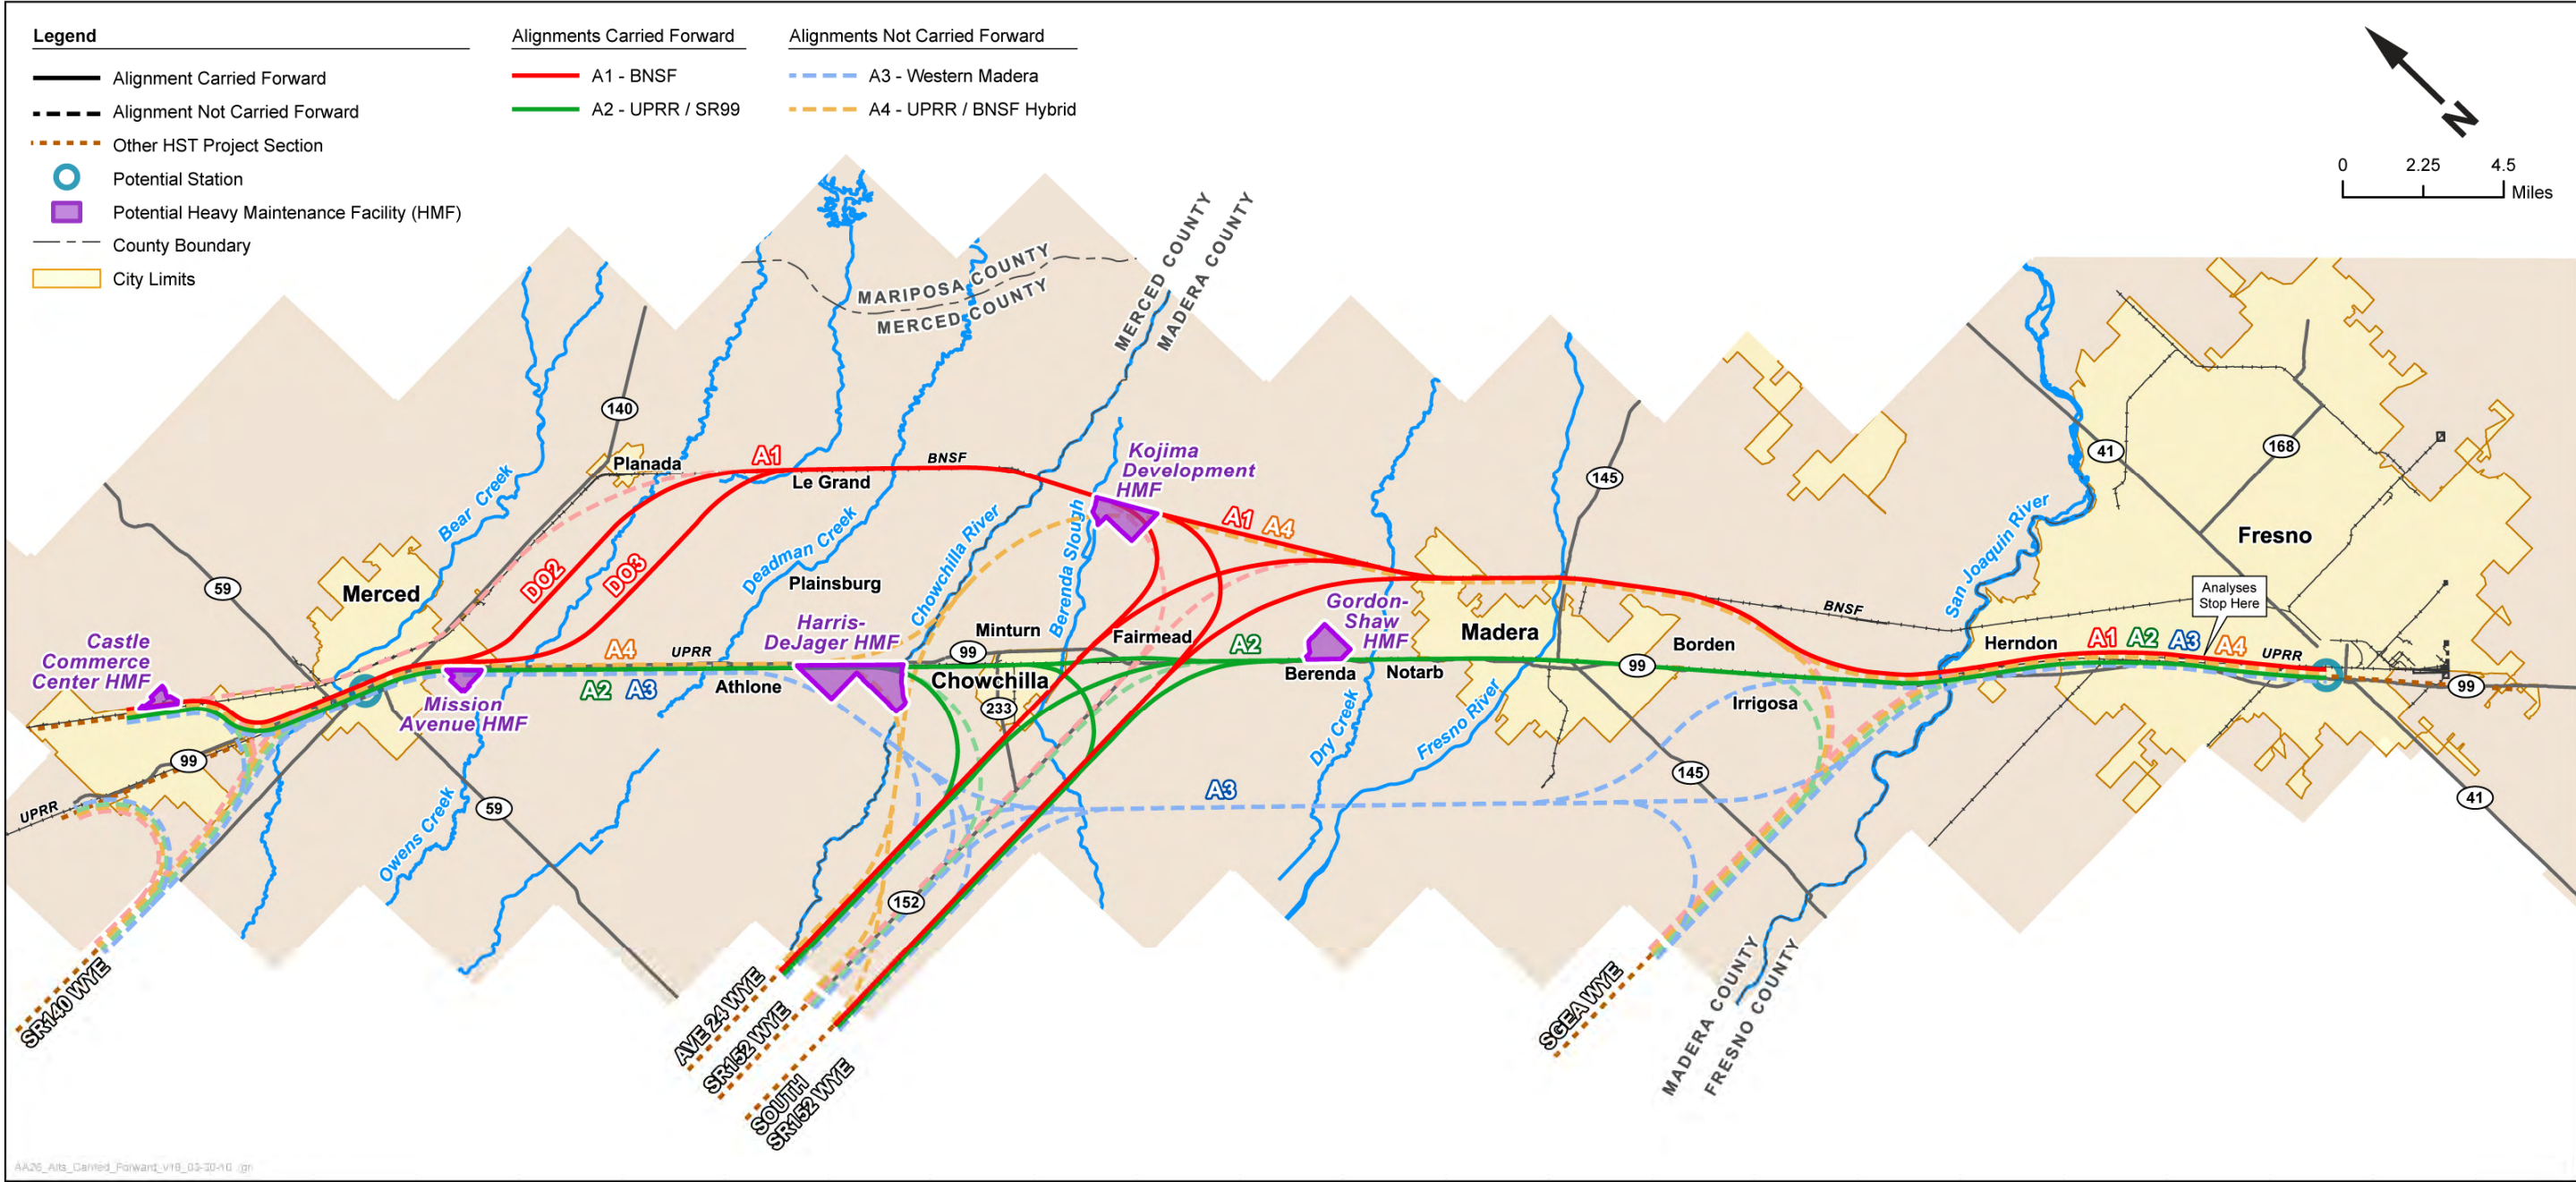 Legend
Alignment Carried Forward
Alignment Not Carried Forward
Other HST Project Section
Potential Station
Potential Heavy Maintenance Facility (HMF)
County Boundary
City Limits
Alignments Carried Forward
A1 - BNSF
A2 - UPRR / SR99
Alignments Not Carried Forward
A3 - Western Madera
A4 - UPRR / BNSF Hybrid
N
0 2.25 4.5
Miles
MARIPOSA COUNTY
MERCED COUNTY
MERCED COUNTY
MADERA COUNTY
140
Planada
A1
BNSF
Le Grand
Kojima
Development
HMF
145
41
168
Bear Creek
Deadman Creek
Chowchilla River
Berenda Slough
A1 A4
San Joaquin River
Fresno
59
Merced
DO2
DO3
Plainsburg
Gordon-
Shaw
HMF
BNSF
Analyses
Stop Here
Castle
Commerce
Center HMF
Harris-
DeJager HMF
Minturn
99
Fairmead
A2
Madera
Borden
Herndon
A1 A2 A3 A4
UPRR
A4
UPRR
A2 A3
Athlone
Chowchilla
Berenda
Notarb
99
99
Mission
Avenue HMF
233
Irrigosa
99
UPRR
Owens Creek
59
Dry Creek
Fresno River
A3
145
41
152
SR140 WYE
AVE 24 WYE
SR152 WYE
SOUTH
SR152 WYE
SGEA WYE
MADERA COUNTY
FRESNO COUNTY
AA26_Alts_Carried_Forward_v19_03-30-10